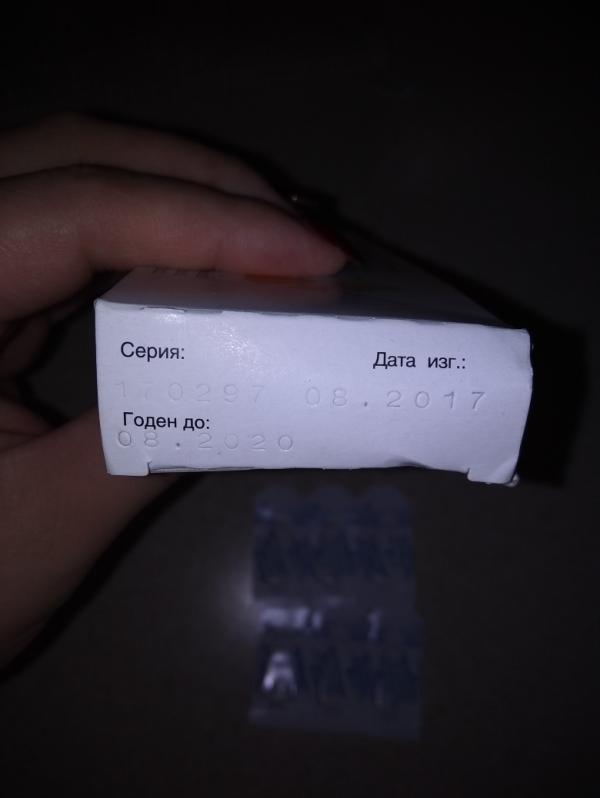 Серия: Дата изг.:
170297 08.2017
Годен до:
08.2020